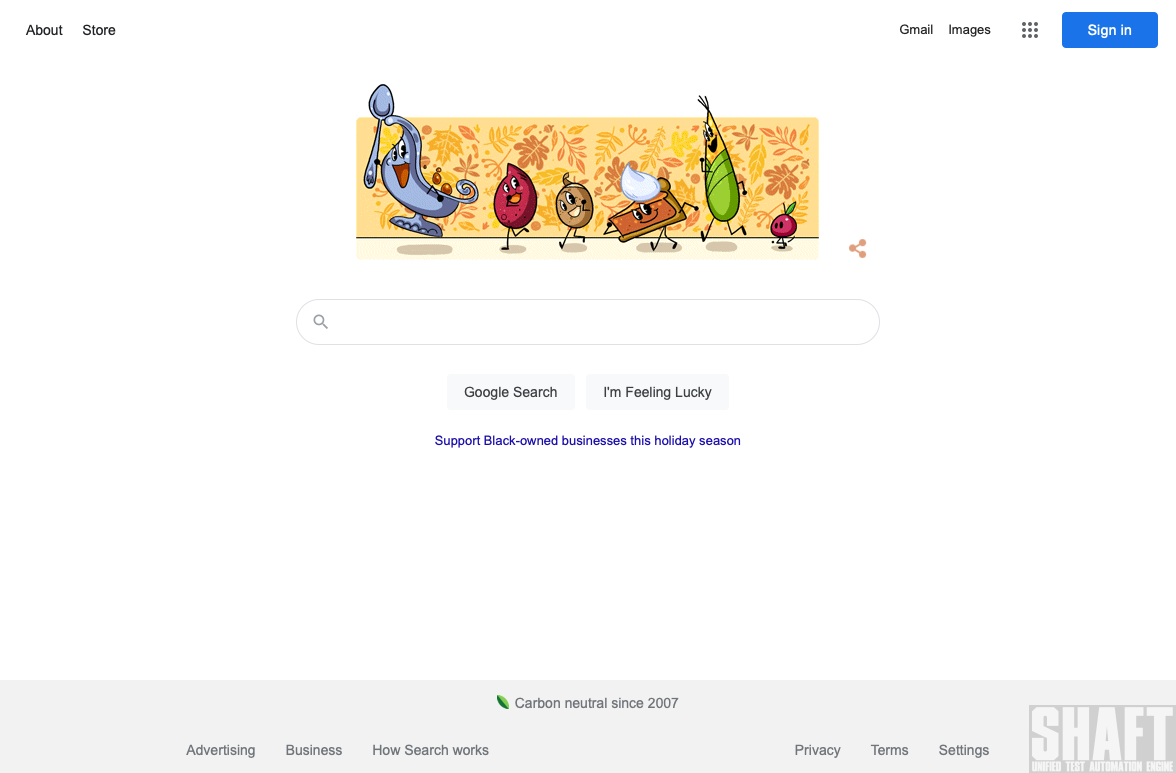 About Store Gmail Images Sign in
Google Search I'm Feeling Lucky
Support Black-owned businesses this holiday season
Carbon neutral since 2007
Advertising Business How Search works Privacy Terms Settings
SHAFT
UNIFIED TEST AUTOMATION ENGINE